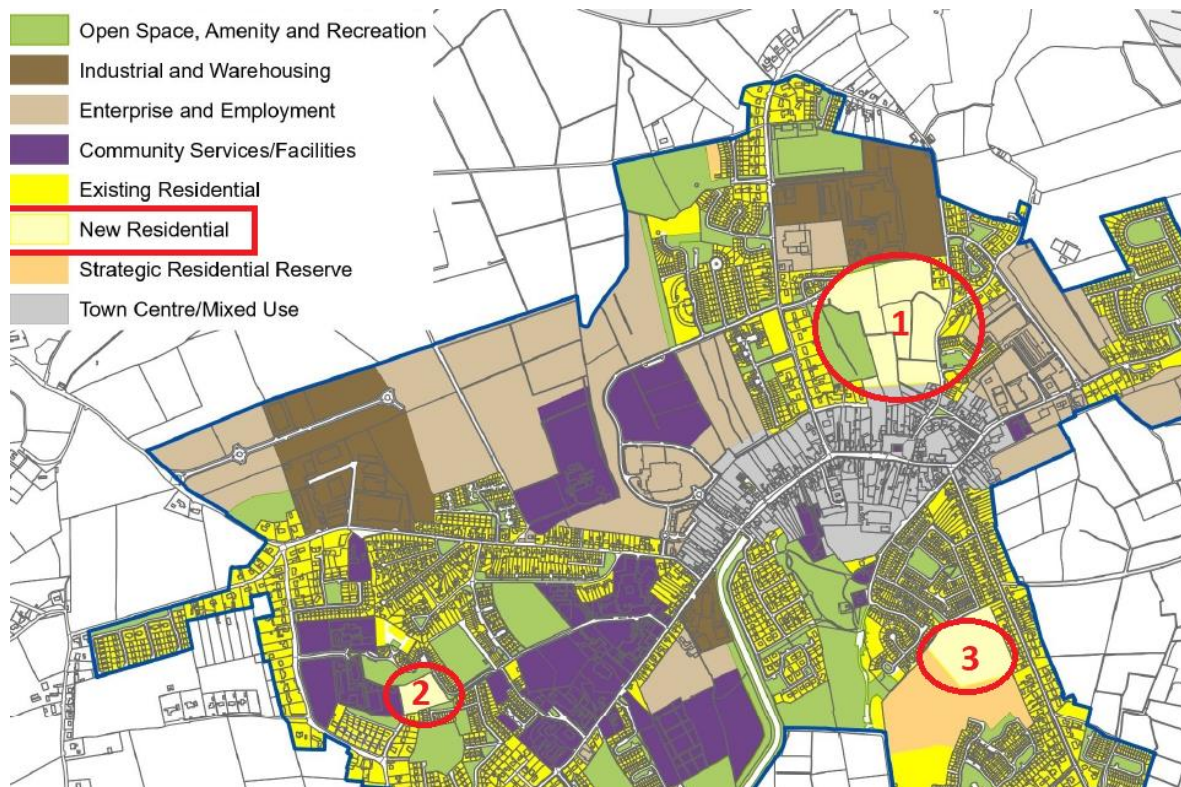 Open Space, Amenity and Recreation
Industrial and Warehousing
Enterprise and Employment
Community Services/Facilities
Existing Residential
New Residential
Strategic Residential Reserve
Town Centre/Mixed Use
1
2
3